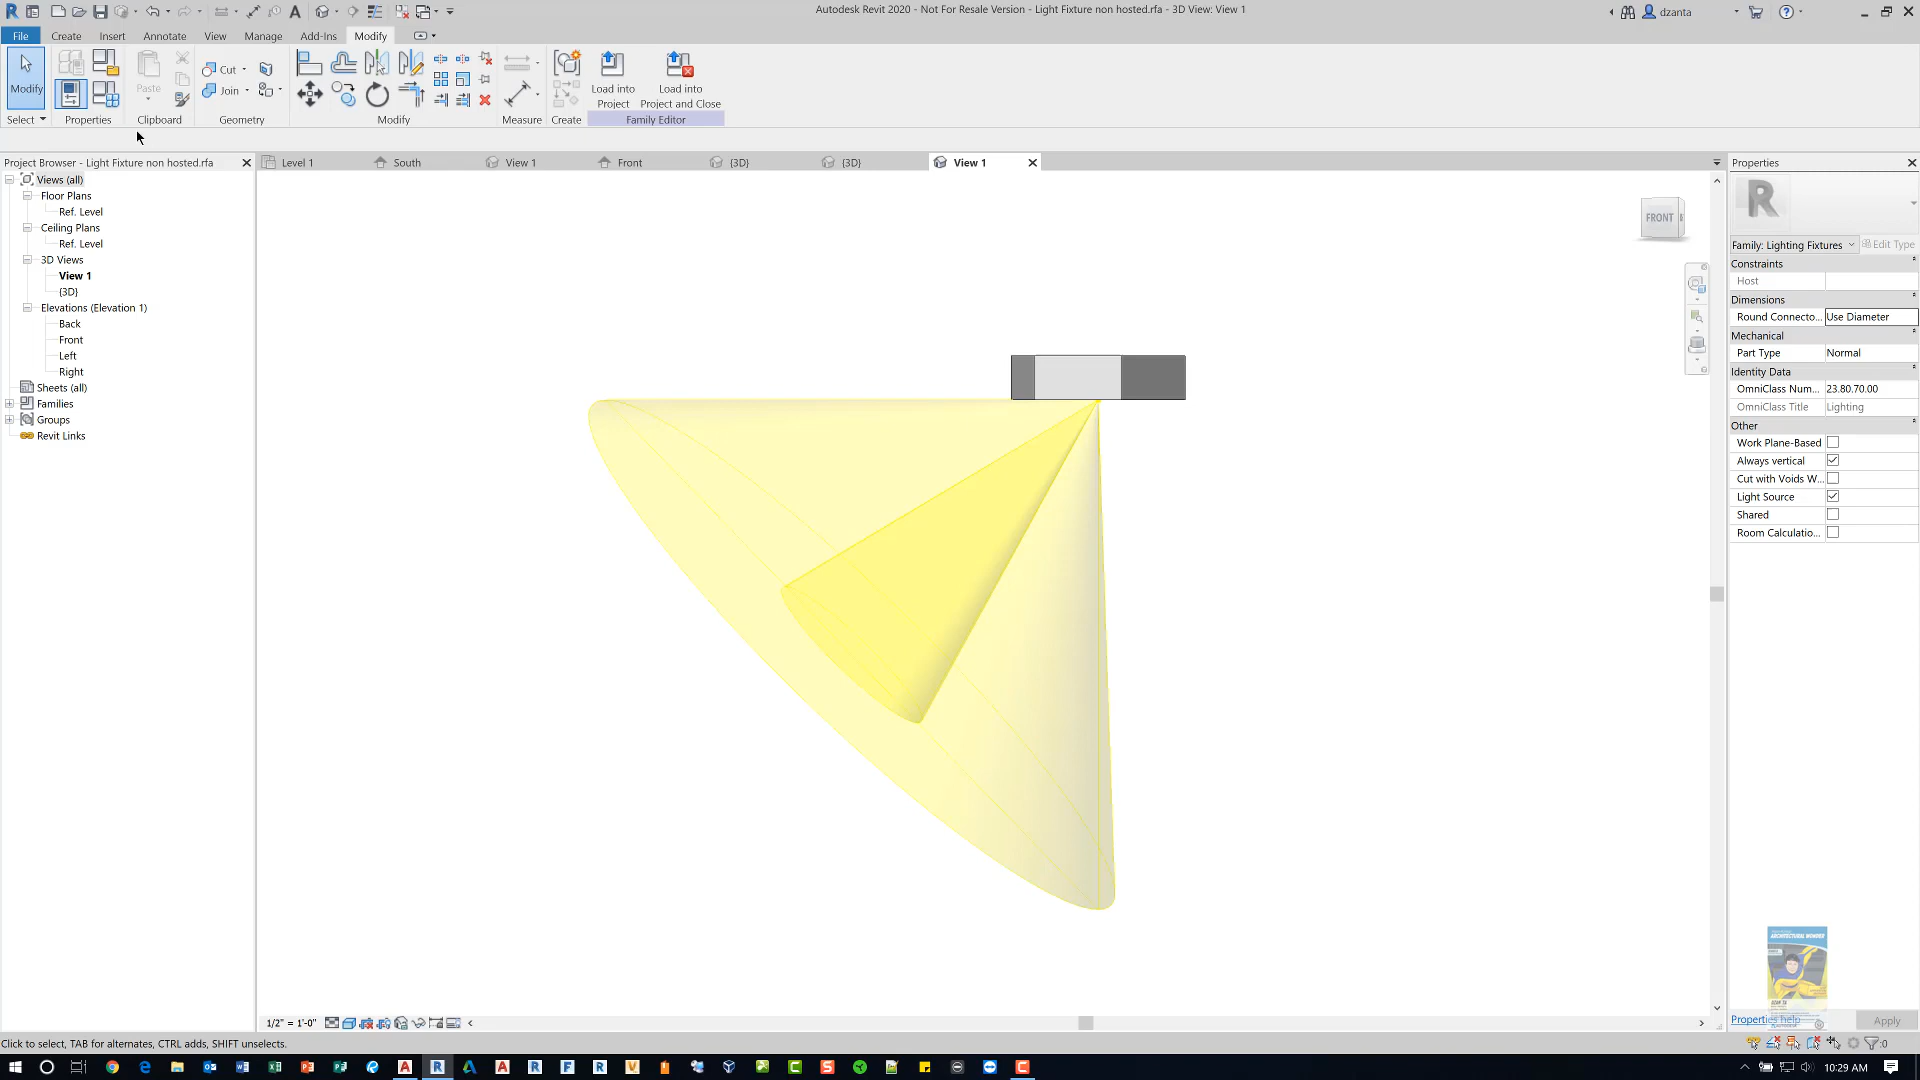 Autodesk Revit 2020 - Not For Resale Version - Light Fixture non hosted.rfa - 3D View: View 1
dzanta
File Create Insert Annotate View Manage Add-Ins Modify
Modify Paste Cut Join Load into Project Load into Project and Close
Select Properties Clipboard Geometry Modify Measure Create Family Editor
Project Browser - Light Fixture non hosted.rfa
Level 1 South View 1 Front {3D} {3D} View 1
Properties
Views (all)
Floor Plans
Ref. Level
Ceiling Plans
Ref. Level
3D Views
View 1
{3D}
Elevations (Elevation 1)
Back
Front
Left
Right
Sheets (all)
Families
Groups
Revit Links
FRONT
R
Family: Lighting Fixtures Edit Type
Constraints
Host
Dimensions
Round Connecto... Use Diameter
Mechanical
Part Type Normal
Identity Data
OmniClass Num... 23.80.70.00
OmniClass Title Lighting
Other
Work Plane-Based
Always vertical
Cut with Voids W...
Light Source
Shared
Room Calculatio...
ARCHITECTURAL WONDER
Properties help
Apply
1/2" = 1'-0"
Click to select, TAB for alternates, CTRL adds, SHIFT unselects.
:0
10:29 AM